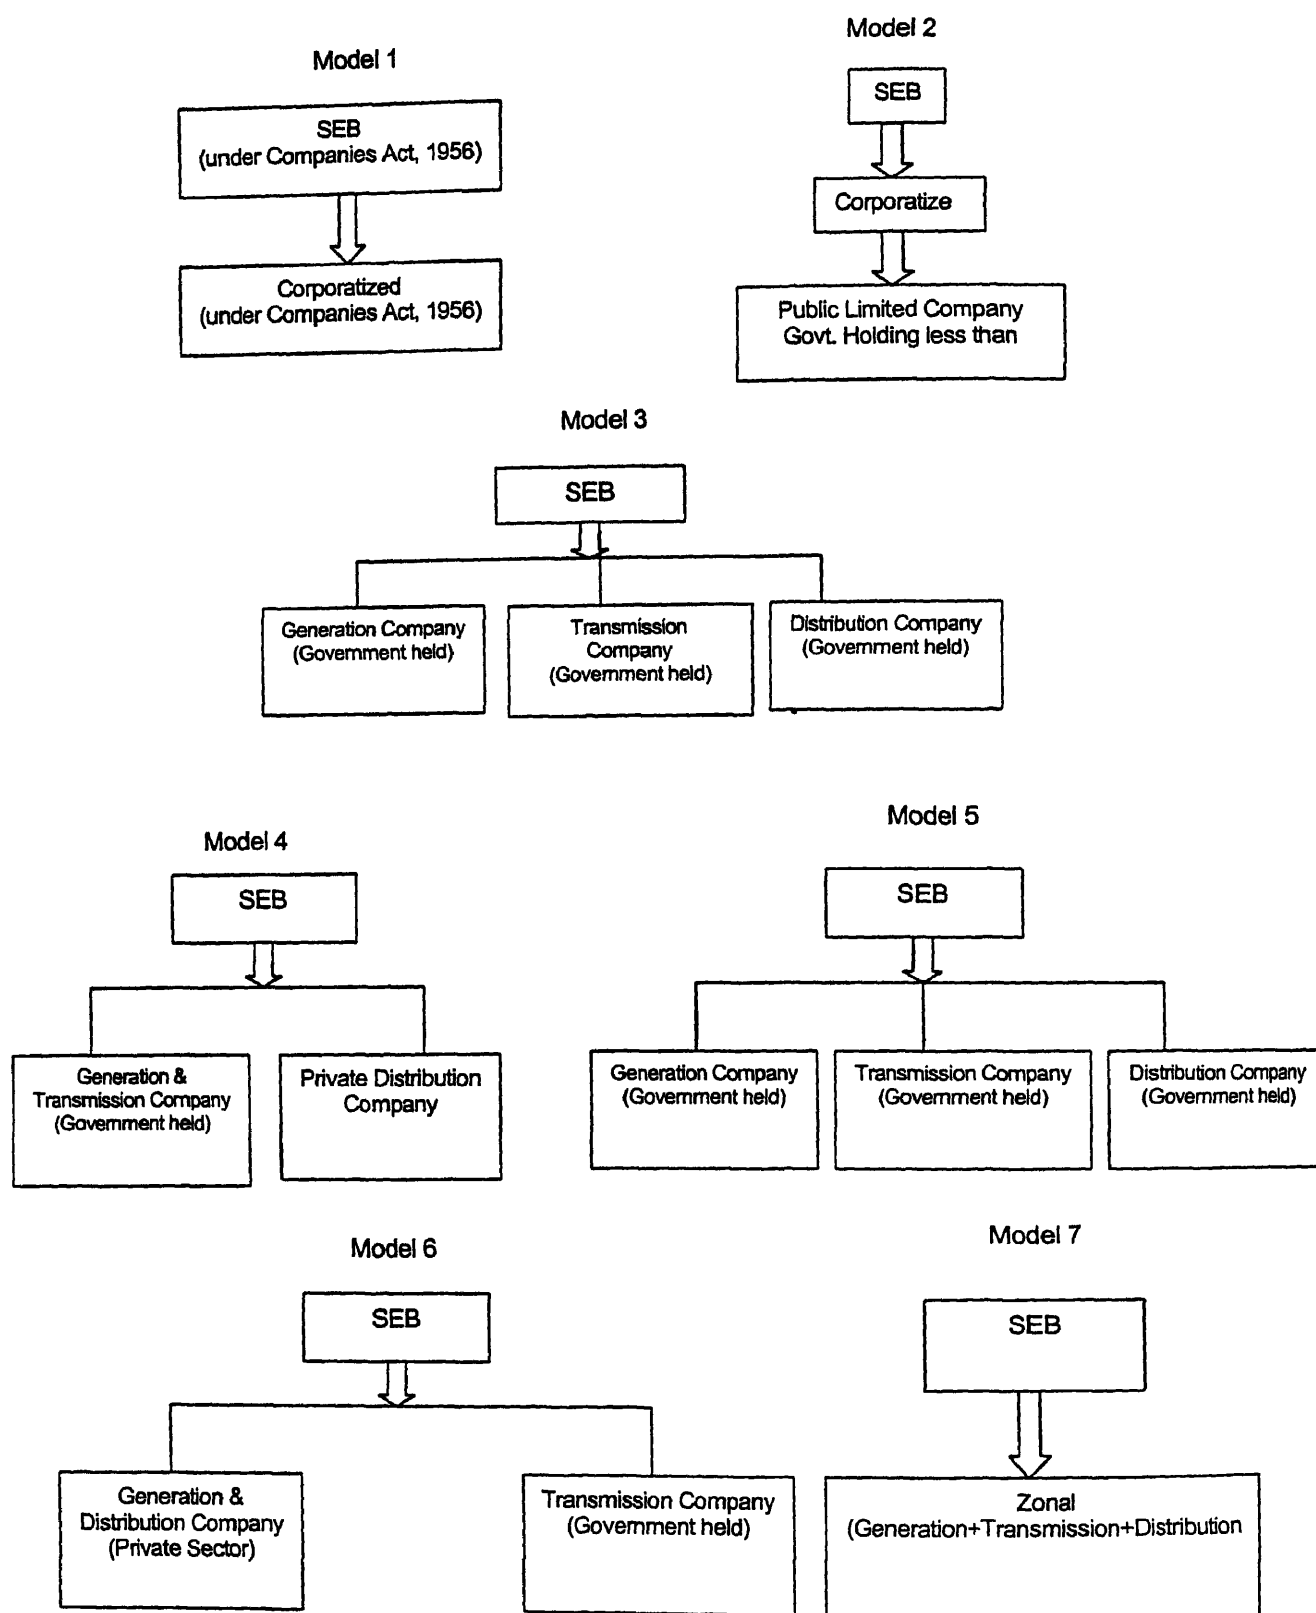 Model 1
SEB
(under Companies Act, 1956)
Corporatized
(under Companies Act, 1956)
Model 2
SEB
Corporatize
Public Limited Company
Govt. Holding less than
Model 3
SEB
Generation Company
(Government held)
Transmission
Company
(Government held)
Distribution Company
(Government held)
Model 4
SEB
Generation &
Transmission Company
(Government held)
Private Distribution
Company
Model 5
SEB
Generation Company
(Government held)
Transmission Company
(Government held)
Distribution Company
(Government held)
Model 6
SEB
Generation &
Distribution Company
(Private Sector)
Transmission Company
(Government held)
Model 7
SEB
Zonal
(Generation+Transmission+Distribution